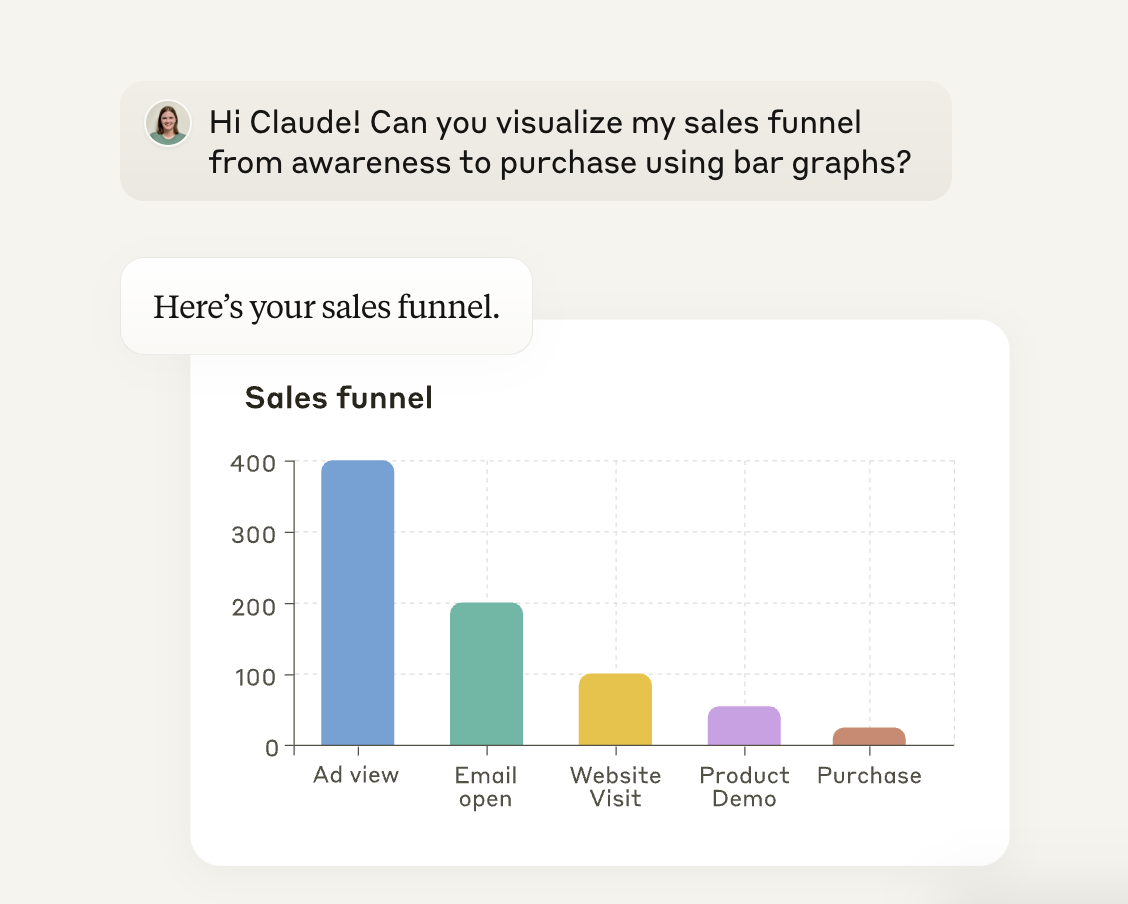 Hi Claude! Can you visualize my sales funnel
from awareness to purchase using bar graphs?
Here’s your sales funnel.
Sales funnel
400
300
200
100
0
Ad view
Email
open
Website
Visit
Product
Demo
Purchase